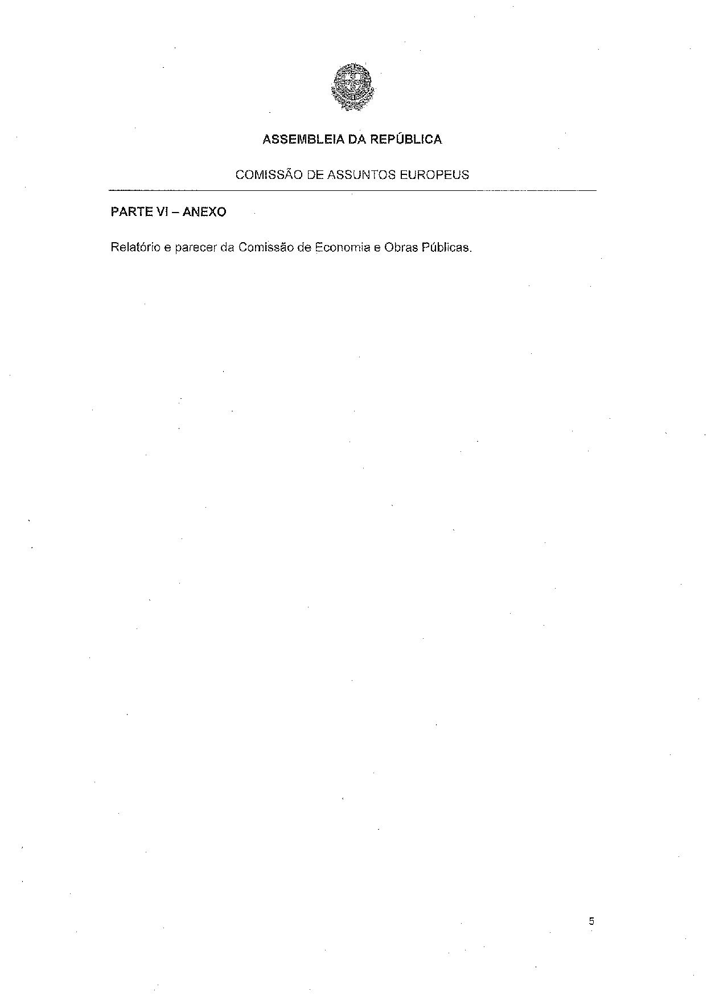 ASSEMBLEIA DA REPÚBLICA
COMISSÃO DE ASSUNTOS EUROPEUS
PARTE VI – ANEXO
Relatório e parecer da Comissão de Economia e Obras Públicas.
5